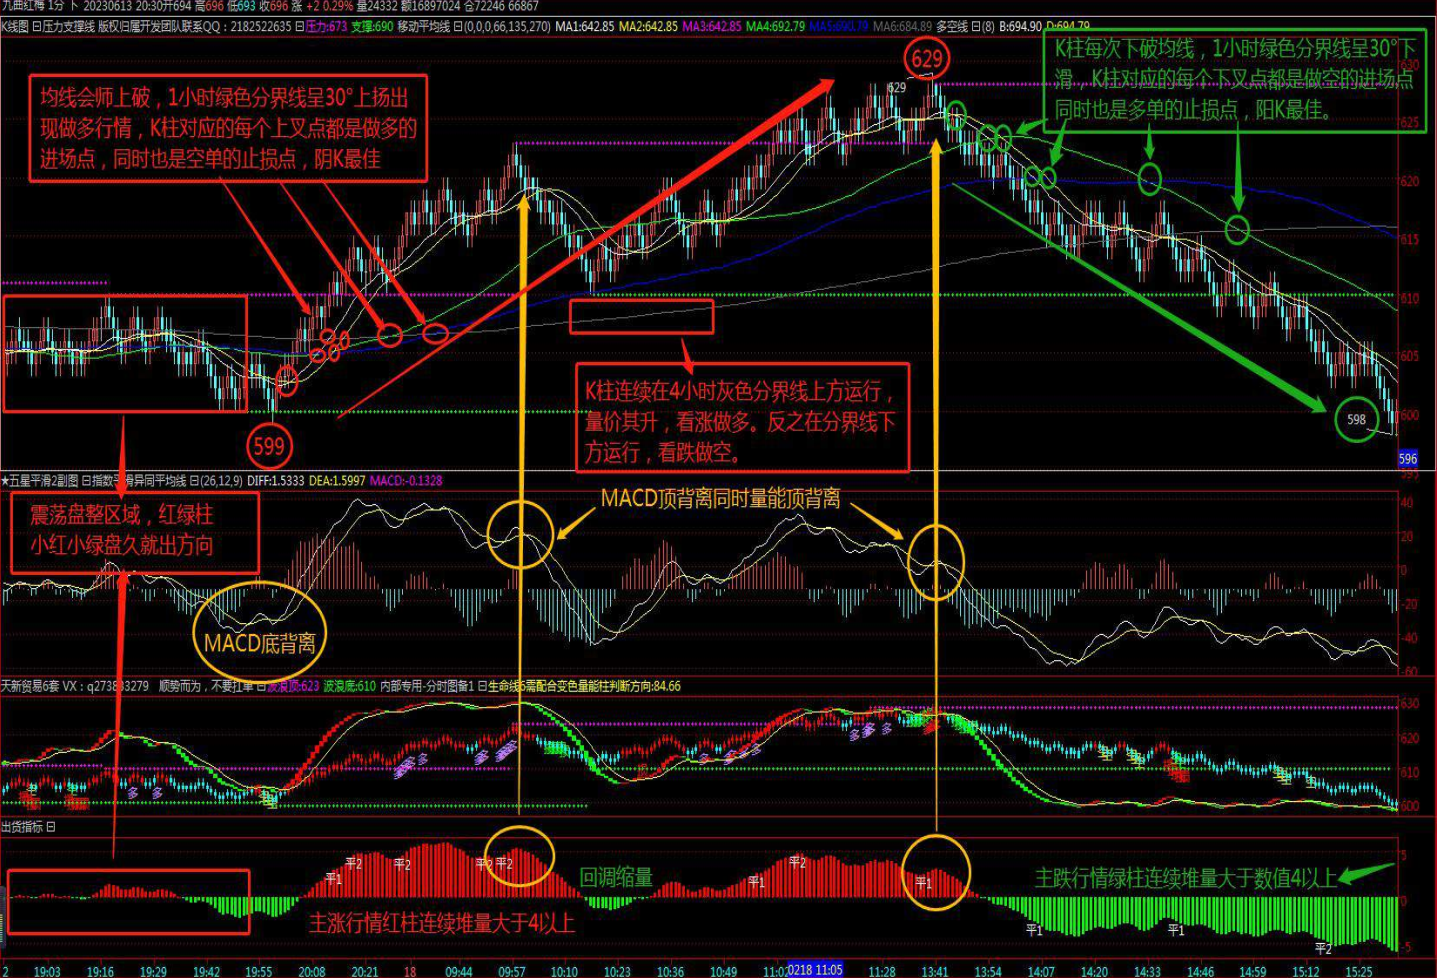 九曲红梅 1分 卞 20230613 20:30开694 高696 低693 收696 涨 +2 0.29% 量24332 额16897024 仓72246 66867
K线图 日压力支撑线 版权归属开发团队联系QQ：2182522635 日压力:673 支撑:690 移动平均线 日(0,0,0,66,135,270) MA1:642.85 MA2:642.85 MA3:642.85 MA4:692.79 MA5:690.79 MA6:684.89 多空线 日(8) B:694.90 D:694.79
均线会师上破，1小时绿色分界线呈30°上扬出
现做多行情，K柱对应的每个上叉点都是做多的
进场点，同时也是空单的止损点，阴K最佳
629
629
K柱每次下破均线，1小时绿色分界线呈30°下
滑，K柱对应的每个下叉点都是做空的进场点
同时也是多单的止损点，阳K最佳。
630
625
620
615
610
605
600
596
599
598
K柱连续在4小时灰色分界线上方运行，
量价其升，看涨做多。反之在分界线下
方运行，看跌做空。
★五星平滑2副图 日指数平滑异同平均线 日(26,12,9) DIFF:1.5333 DEA:1.5997 MACD:-0.1328
震荡盘整区域，红绿柱
小红小绿盘久就出方向
MACD顶背离同时量能顶背离
MACD底背离
40
20
0
-20
-40
-60
天新贸易6套 VX：q273833279 顺势而为，不要扛单 日波浪顶:623 波浪底:610 内部专用-分时图备1 日生命线6需配合变色量能柱判断方向:84.66
630
620
610
600
出货指标 日
平1
平2
平2
平2
平2
平1
平2
平1
平1
平1
平2
回调缩量
主涨行情红柱连续堆量大于4以上
主跌行情绿柱连续堆量大于数值4以上
5
0
-5
2 19:03 19:16 19:29 19:42 19:55 20:08 20:21 18 09:44 09:57 10:10 10:23 10:36 10:49 11:02 0218 11:05 11:28 13:41 13:54 14:07 14:20 14:33 14:46 14:59 15:12 15:25